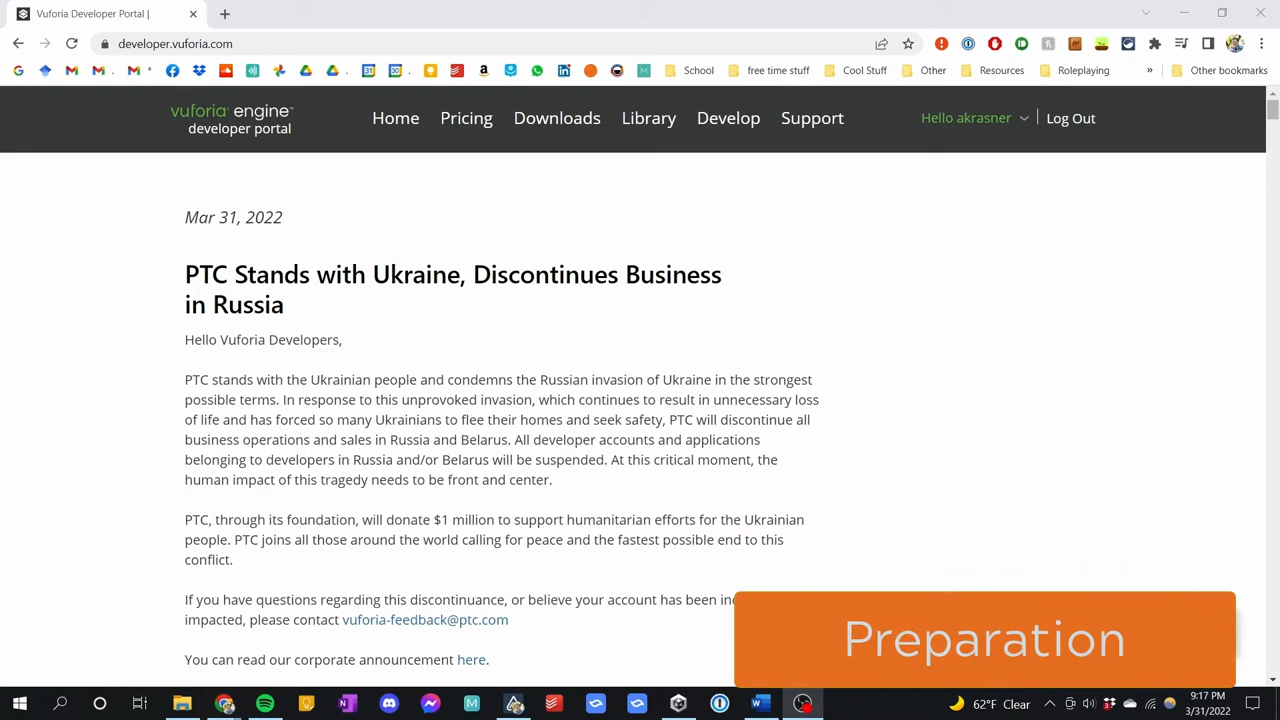 Vuforia Developer Portal |
developer.vuforia.com
School
free time stuff
Cool Stuff
Other
Resources
Roleplaying
»
Other bookmarks
vuforia engine™
developer portal
Home
Pricing
Downloads
Library
Develop
Support
Hello akrasner
Log Out
Mar 31, 2022
PTC Stands with Ukraine, Discontinues Business
in Russia
Hello Vuforia Developers,
PTC stands with the Ukrainian people and condemns the Russian invasion of Ukraine in the strongest
possible terms. In response to this unprovoked invasion, which continues to result in unnecessary loss
of life and has forced so many Ukrainians to flee their homes and seek safety, PTC will discontinue all
business operations and sales in Russia and Belarus. All developer accounts and applications
belonging to developers in Russia and/or Belarus will be suspended. At this critical moment, the
human impact of this tragedy needs to be front and center.
PTC, through its foundation, will donate $1 million to support humanitarian efforts for the Ukrainian
people. PTC joins all those around the world calling for peace and the fastest possible end to this
conflict.
If you have questions regarding this discontinuance, or believe your account has been
impacted, please contact vuforia-feedback@ptc.com
You can read our corporate announcement here.
Preparation
62°F Clear
9:17 PM
3/31/2022